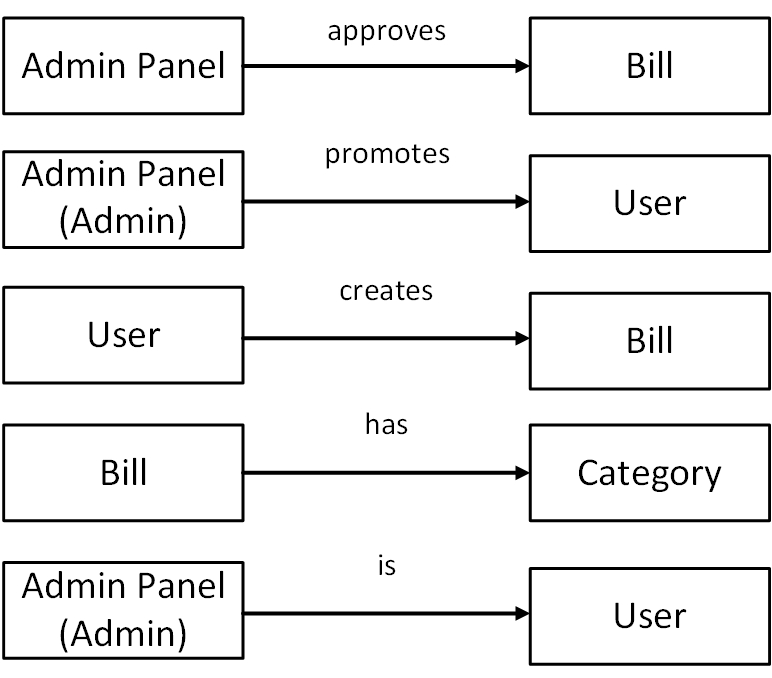 approves
Admin Panel
Bill
promotes
Admin Panel
(Admin)
User
creates
User
Bill
has
Bill
Category
is
Admin Panel
(Admin)
User